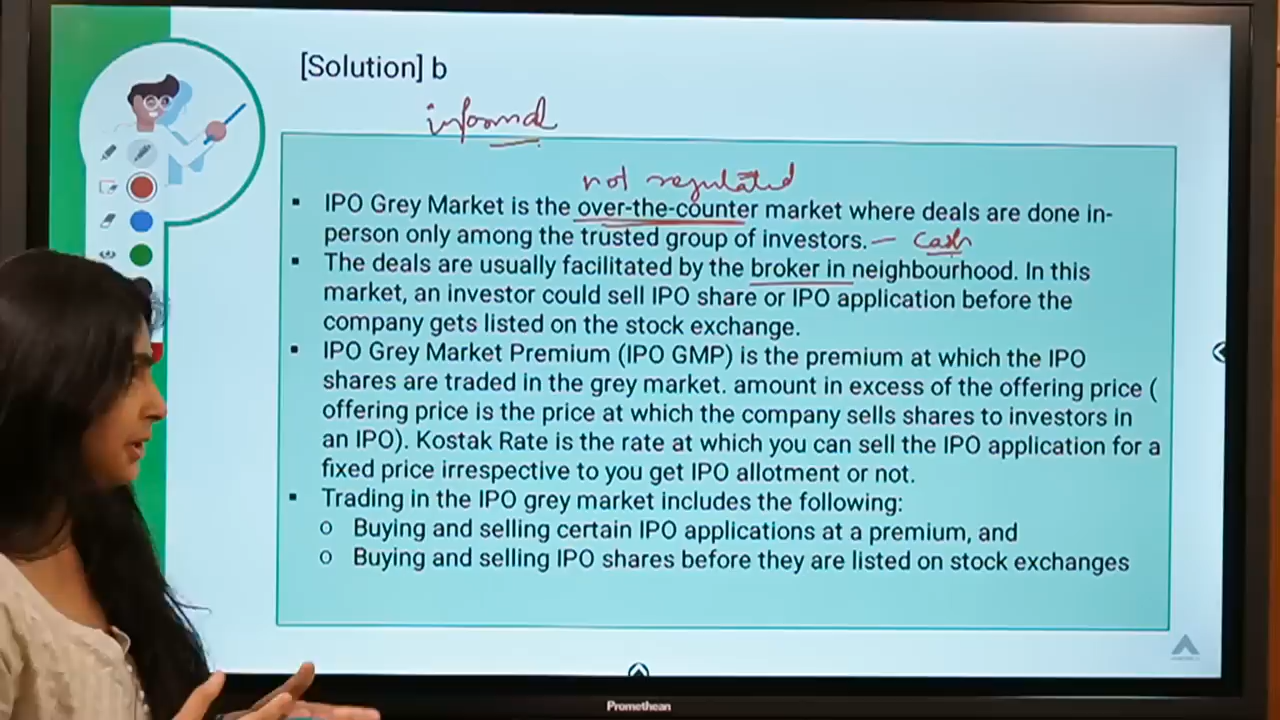 [Solution] b
informal
not regulated
▪ IPO Grey Market is the over-the-counter market where deals are done in-
person only among the trusted group of investors. — cash
▪ The deals are usually facilitated by the broker in neighbourhood. In this
market, an investor could sell IPO share or IPO application before the
company gets listed on the stock exchange.
▪ IPO Grey Market Premium (IPO GMP) is the premium at which the IPO
shares are traded in the grey market. amount in excess of the offering price (
offering price is the price at which the company sells shares to investors in
an IPO). Kostak Rate is the rate at which you can sell the IPO application for a
fixed price irrespective to you get IPO allotment or not.
▪ Trading in the IPO grey market includes the following:
o Buying and selling certain IPO applications at a premium, and
o Buying and selling IPO shares before they are listed on stock exchanges
Promethean